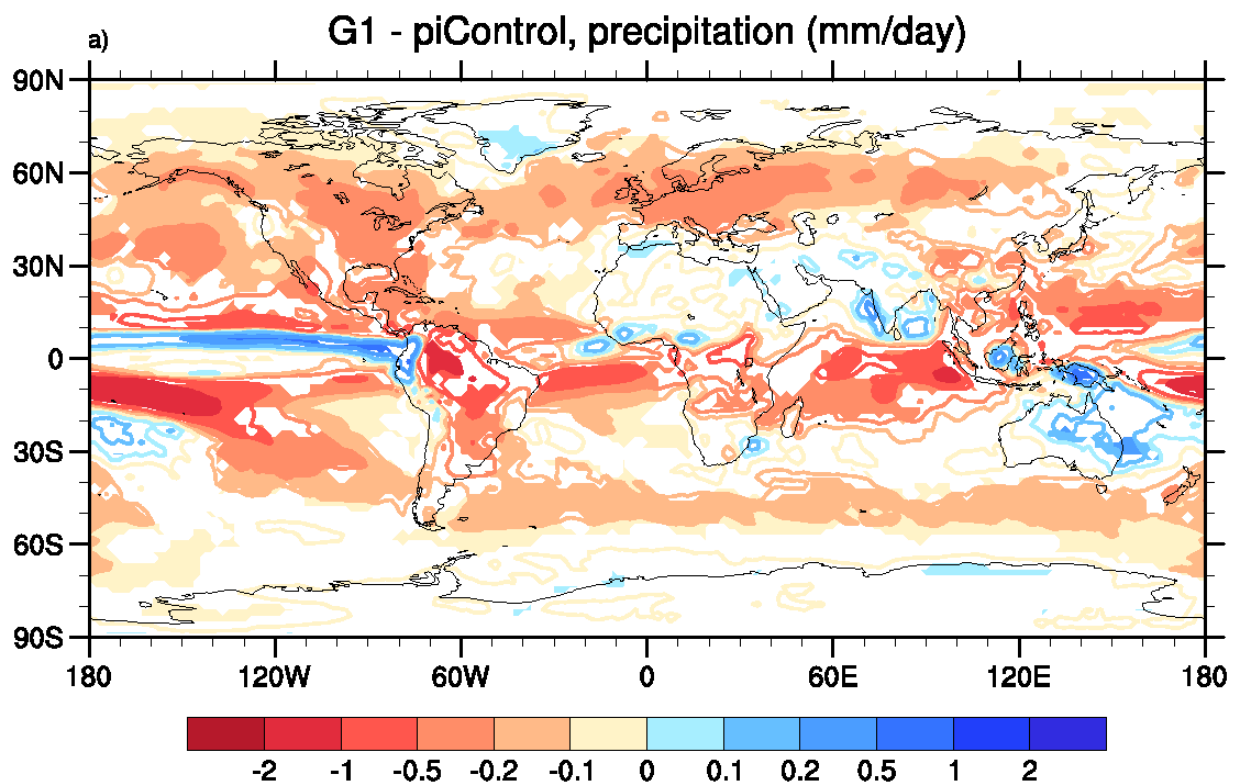 a)
G1 - piControl, precipitation (mm/day)
90N
60N
30N
0
30S
60S
90S
180 120W 60W 0 60E 120E 180
-2 -1 -0.5 -0.2 -0.1 0 0.1 0.2 0.5 1 2